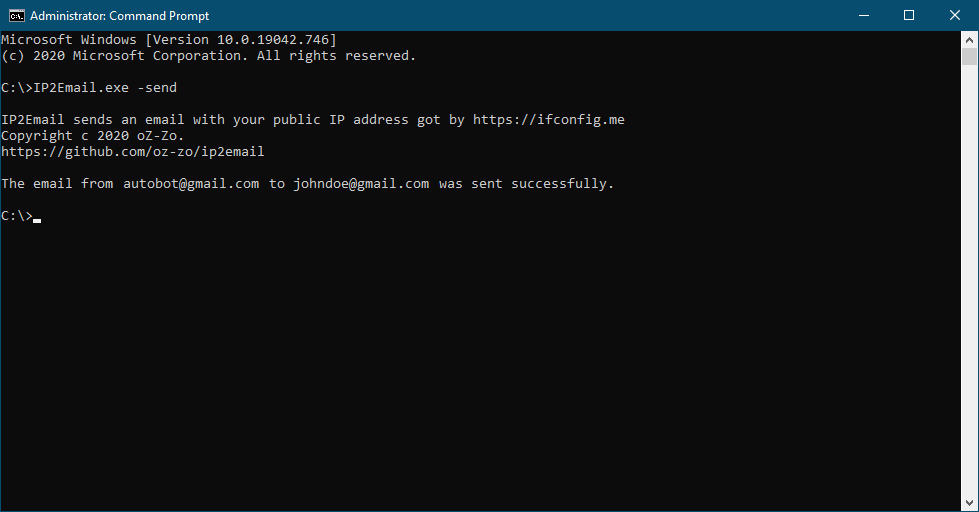 Administrator: Command Prompt
Microsoft Windows [Version 10.0.19042.746]
(c) 2020 Microsoft Corporation. All rights reserved.
C:\>IP2Email.exe -send
IP2Email sends an email with your public IP address got by https://ifconfig.me
Copyright c 2020 oZ-Zo.
https://github.com/oz-zo/ip2email
The email from autobot@gmail.com to johndoe@gmail.com was sent successfully.
C:\>